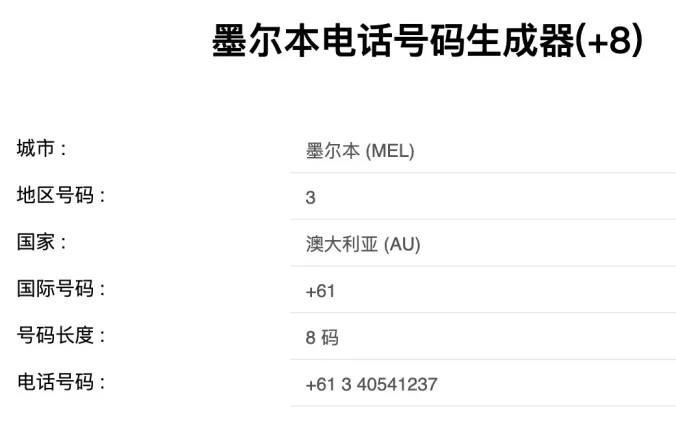 墨尔本电话号码生成器(+8)
城市 : 墨尔本 (MEL)
地区号码 : 3
国家 : 澳大利亚 (AU)
国际号码 : +61
号码长度 : 8 码
电话号码 : +61 3 40541237